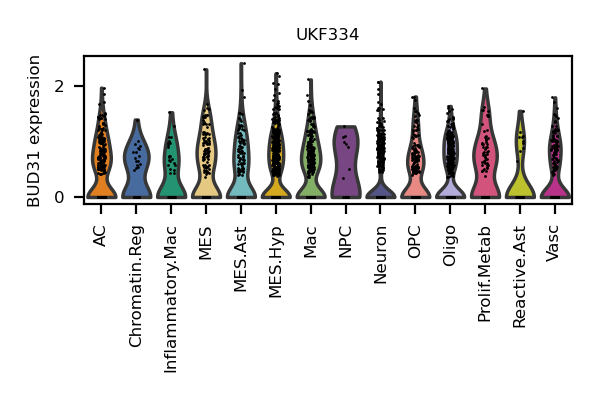 UKF334
BUD31 expression
2
0
AC
Chromatin.Reg
Inflammatory.Mac
MES
MES.Ast
MES.Hyp
Mac
NPC
Neuron
OPC
Oligo
Prolif.Metab
Reactive.Ast
Vasc